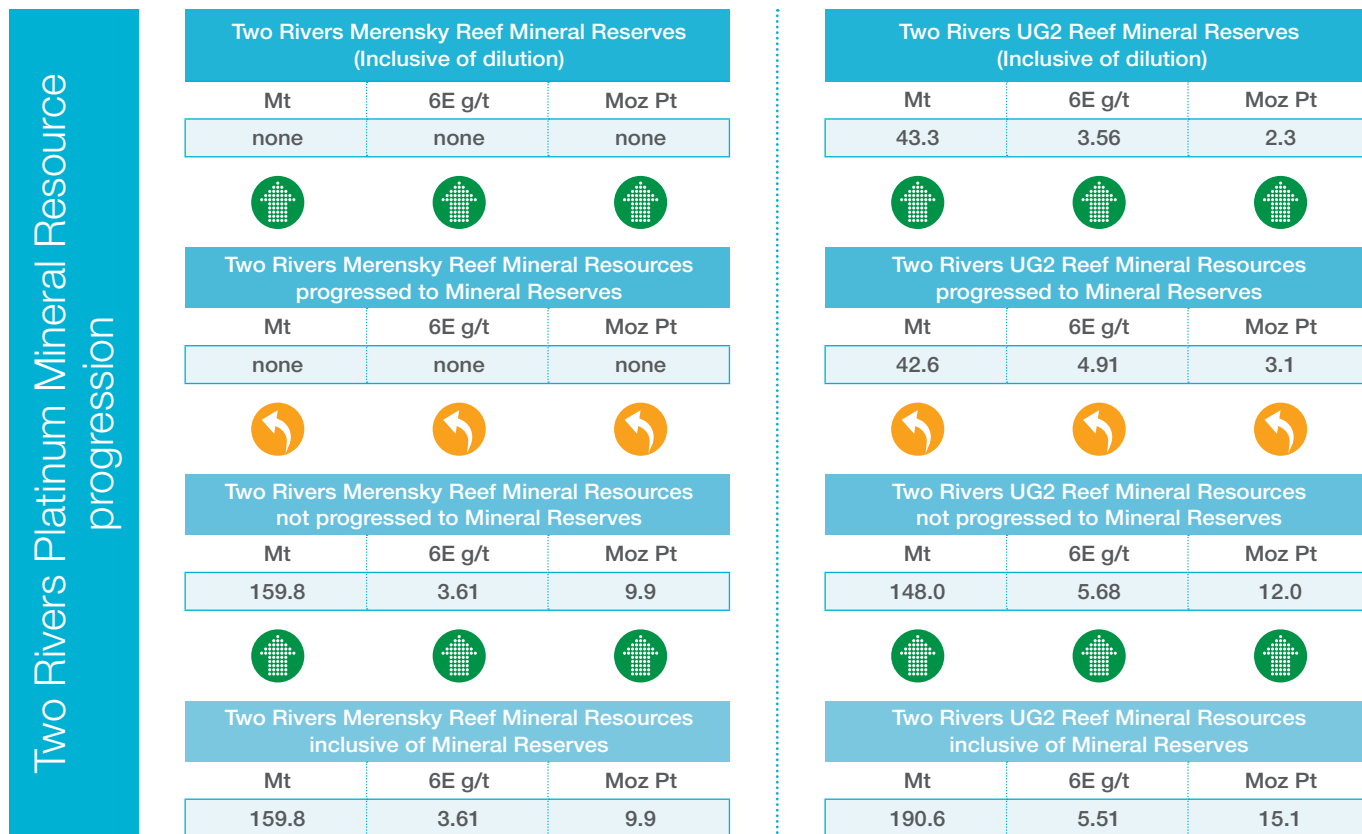 Two Rivers Platinum Mineral Resource
progression
Two Rivers Merensky Reef Mineral Reserves
(Inclusive of dilution)
Mt 6E g/t Moz Pt
none none none
Two Rivers Merensky Reef Mineral Resources
progressed to Mineral Reserves
Mt 6E g/t Moz Pt
none none none
Two Rivers Merensky Reef Mineral Resources
not progressed to Mineral Reserves
Mt 6E g/t Moz Pt
159.8 3.61 9.9
Two Rivers Merensky Reef Mineral Resources
inclusive of Mineral Reserves
Mt 6E g/t Moz Pt
159.8 3.61 9.9
Two Rivers UG2 Reef Mineral Reserves
(Inclusive of dilution)
Mt 6E g/t Moz Pt
43.3 3.56 2.3
Two Rivers UG2 Reef Mineral Resources
progressed to Mineral Reserves
Mt 6E g/t Moz Pt
42.6 4.91 3.1
Two Rivers UG2 Reef Mineral Resources
not progressed to Mineral Reserves
Mt 6E g/t Moz Pt
148.0 5.68 12.0
Two Rivers UG2 Reef Mineral Resources
inclusive of Mineral Reserves
Mt 6E g/t Moz Pt
190.6 5.51 15.1